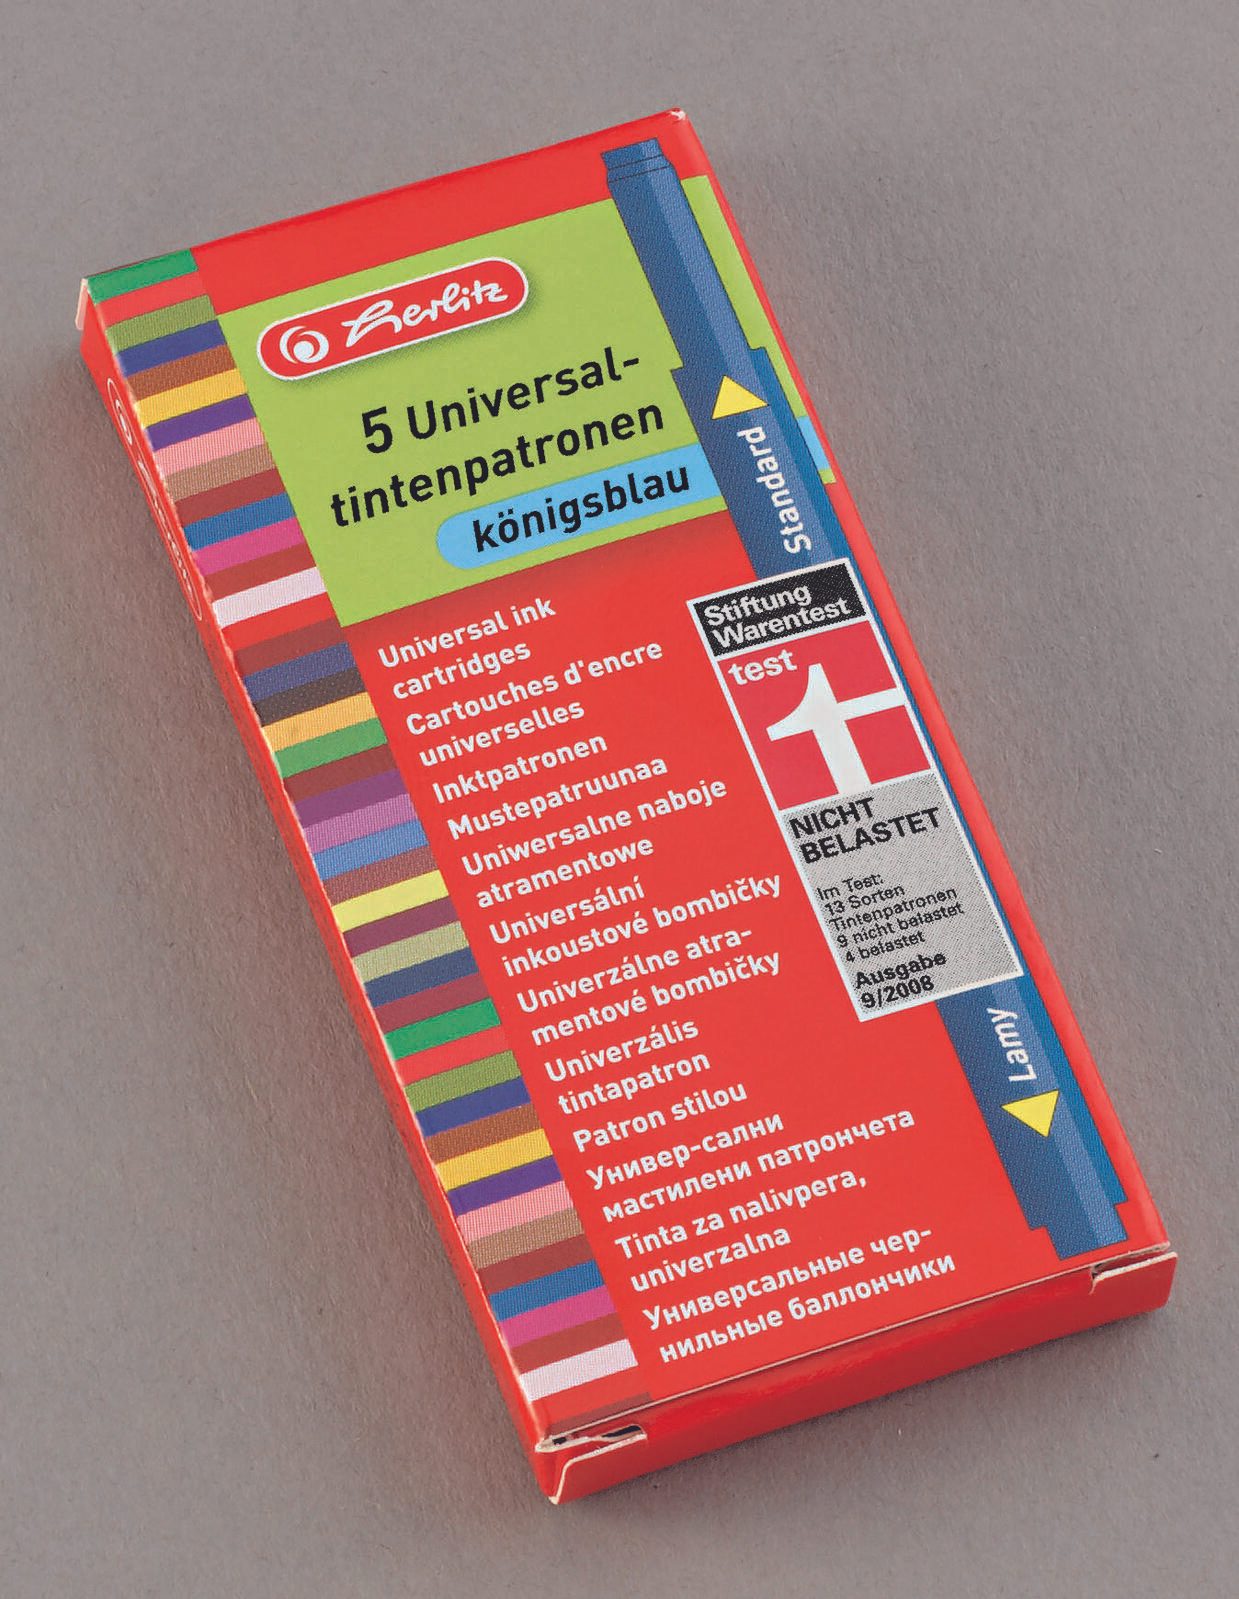 Herlitz
5 Universal-
tintenpatronen
königsblau
Standard
Universal ink
cartridges
Cartouches d'encre
universelles
Inktpatronen
Mustepatruunaa
Uniwersalne naboje
atramentowe
Universální
inkoustové bombičky
Univerzálne atra-
mentové bombičky
Univerzális
tintapatron
Patron stilou
Универ-сални
мастилени патрончета
Tinta za nalivpera,
univerzalna
Универсальные чер-
нильные баллончики
Stiftung
Warentest
test
NICHT
BELASTET
Im Test:
13 Sorten
Tintenpatronen
9 nicht belastet
4 belastet
Ausgabe
9/2008
Lamy